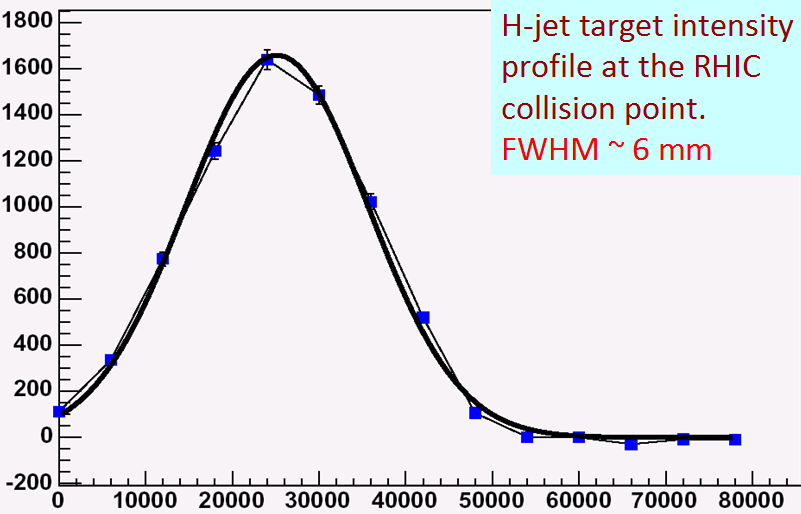 H-jet target intensity
profile at the RHIC
collision point.
FWHM ~ 6 mm
1800
1600
1400
1200
1000
800
600
400
200
0
-200
0 10000 20000 30000 40000 50000 60000 70000 80000